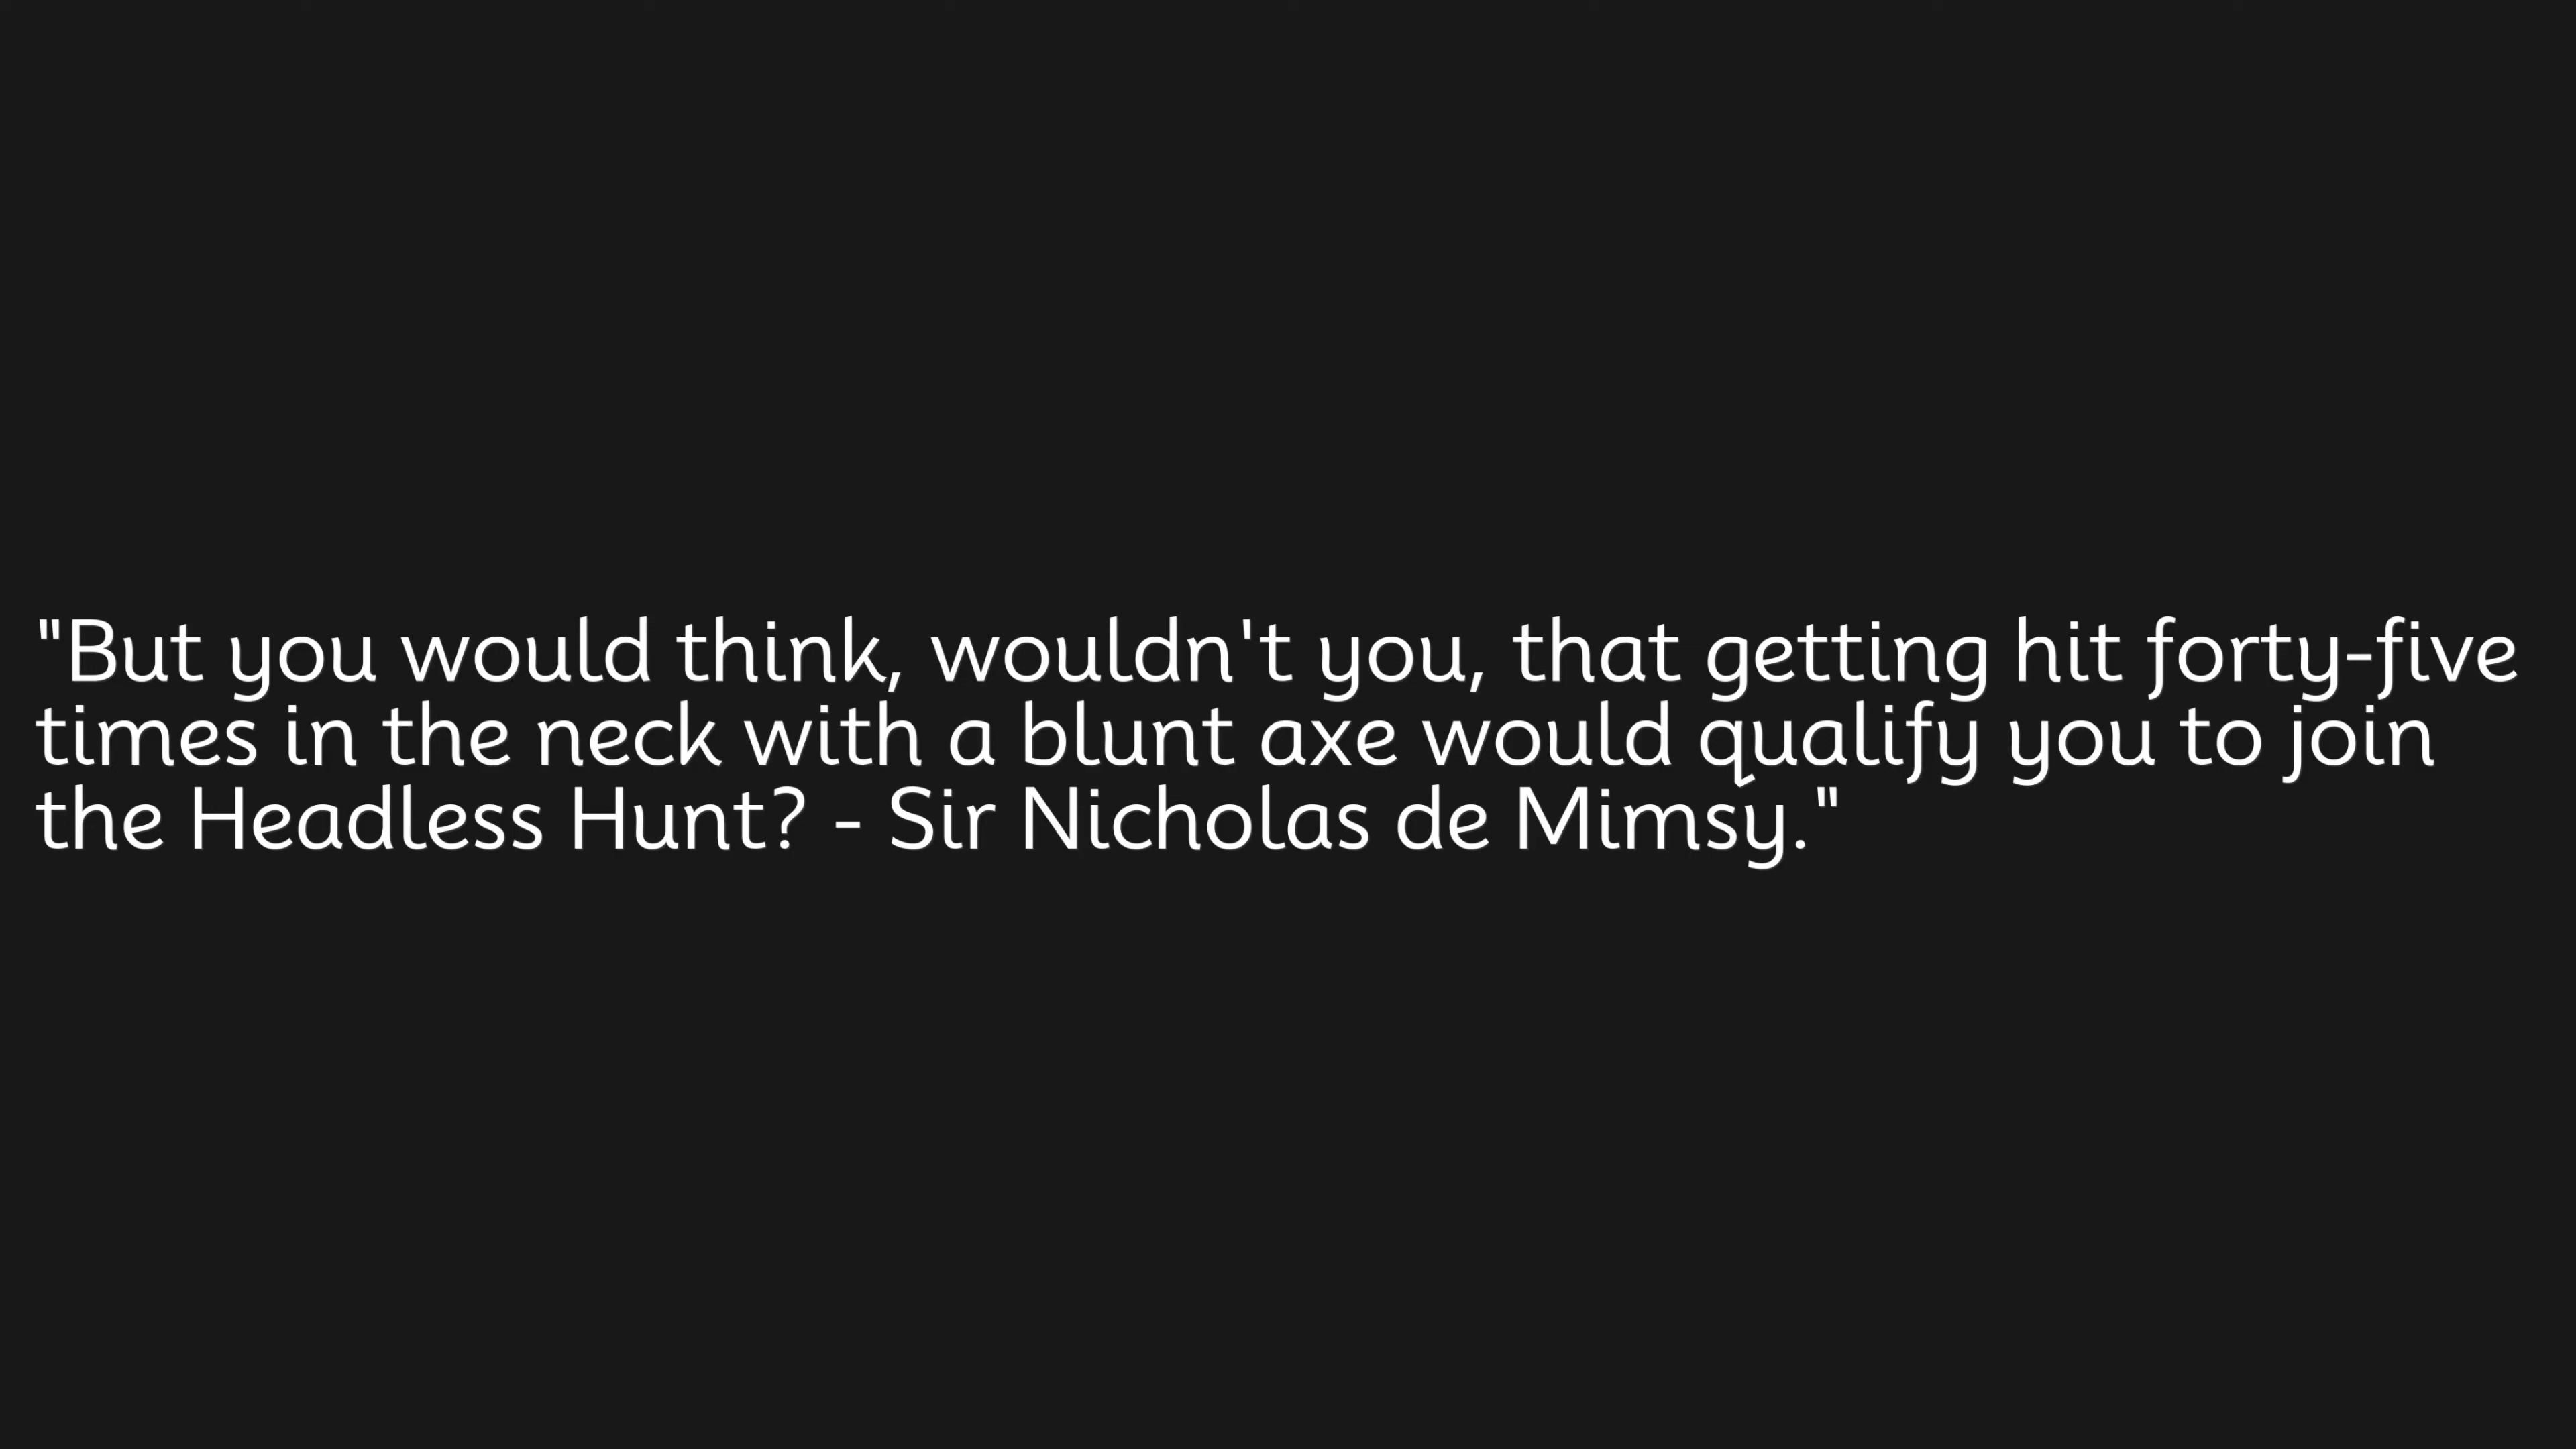 "But you would think, wouldn't you, that getting hit forty-five
times in the neck with a blunt axe would qualify you to join
the Headless Hunt? - Sir Nicholas de Mimsy."